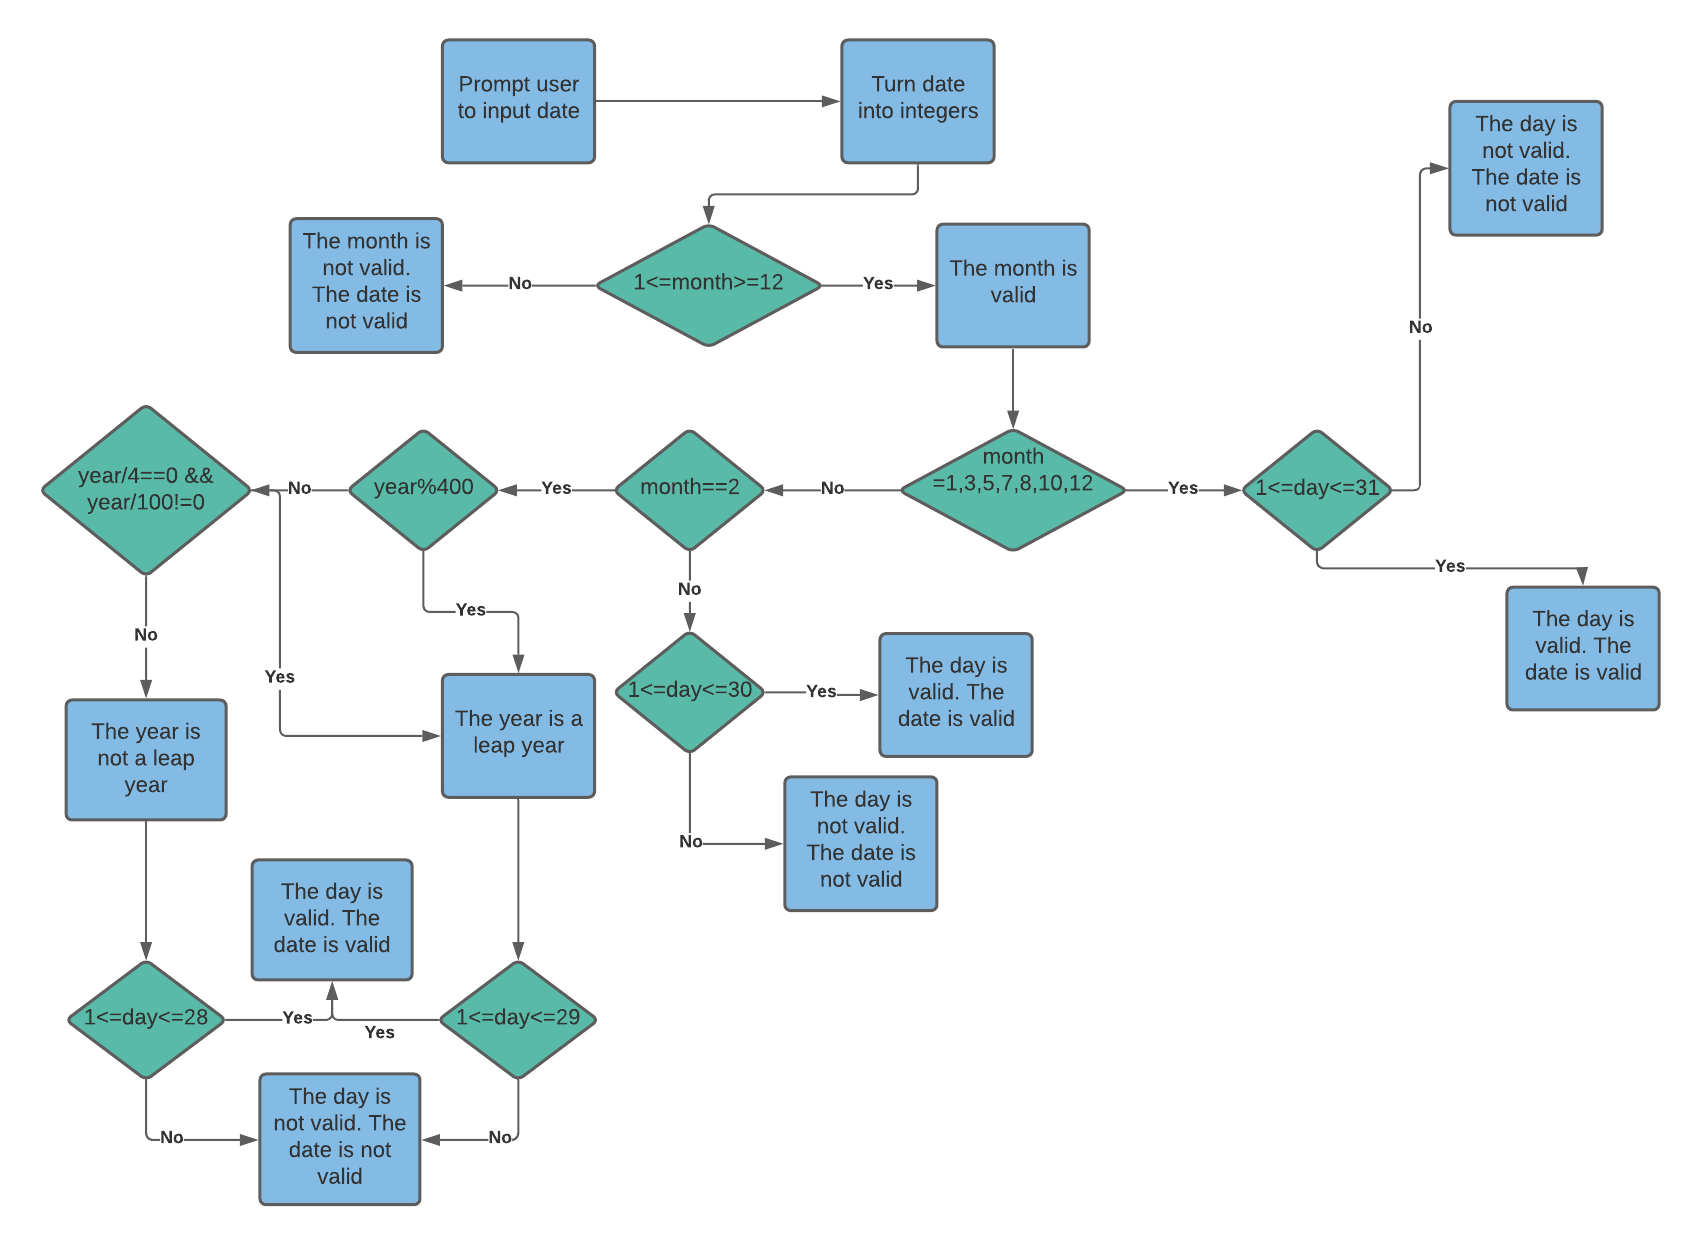 Prompt user
to input date
Turn date
into integers
The day is
not valid.
The date is
not valid
The month is
not valid.
The date is
not valid
No
1<=month>=12
Yes
The month is
valid
No
year/4==0 &&
year/100!=0
No
year%400
Yes
month==2
No
month
=1,3,5,7,8,10,12
Yes
1<=day<=31
Yes
No
Yes
No
Yes
The day is
valid. The
date is valid
The year is
not a leap
year
The year is a
leap year
1<=day<=30
Yes
The day is
valid. The
date is valid
No
The day is
not valid.
The date is
not valid
The day is
valid. The
date is valid
1<=day<=28
Yes
Yes
1<=day<=29
No
The day is
not valid. The
date is not
valid
No